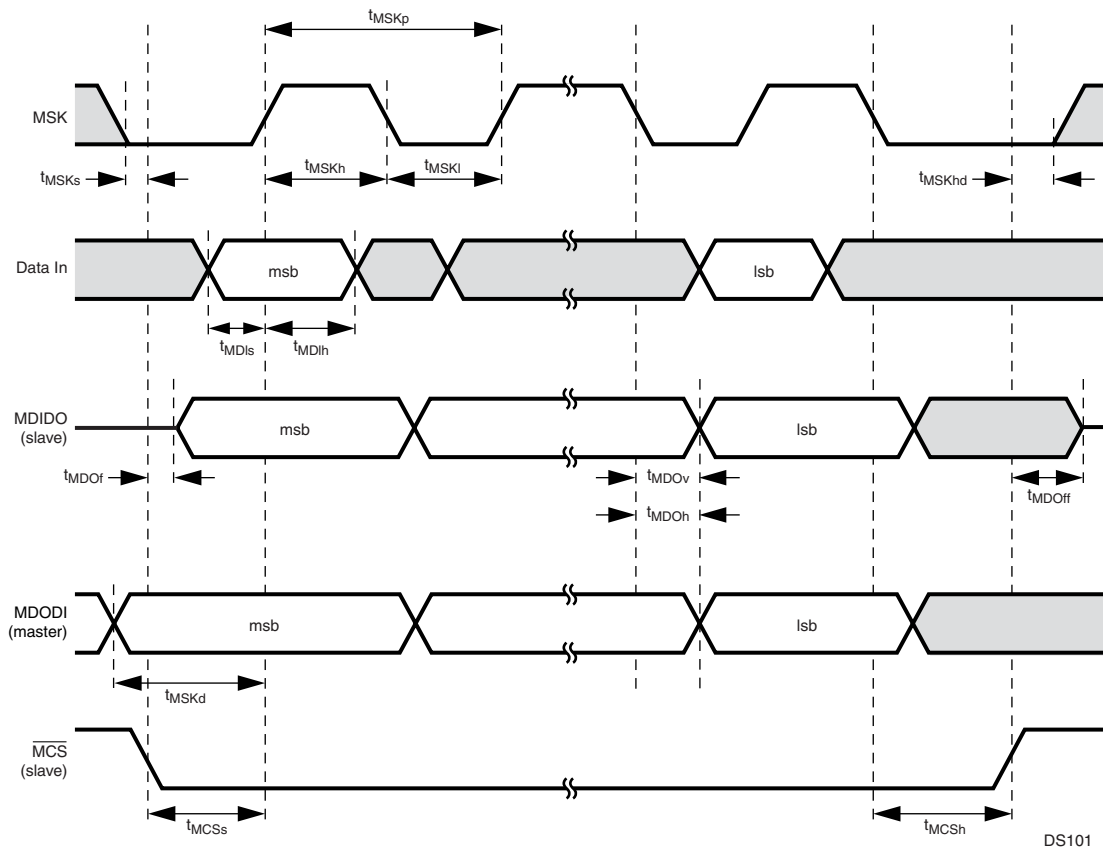 tMSKp
MSK
tMSKs
tMSKh
tMSKl
tMSKhd
Data In
msb
lsb
tMDIs
tMDIh
MDIDO
(slave)
msb
lsb
tMDOf
tMDOv
tMDOff
tMDOh
MDODI
(master)
msb
lsb
tMSKd
MCS
(slave)
tMCSs
tMCSh
DS101